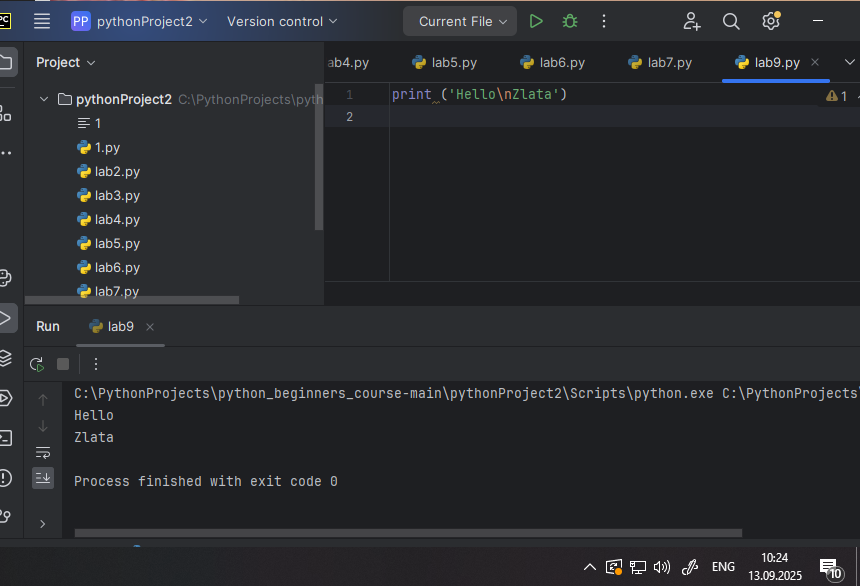 PC
PP pythonProject2 Version control Current File
Project
ab4.py lab5.py lab6.py lab7.py lab9.py
pythonProject2 C:\PythonProjects\pyth
1
1.py
lab2.py
lab3.py
lab4.py
lab5.py
lab6.py
lab7.py
1 print ('Hello\nZlata') 1
2
Run lab9
C:\PythonProjects\python_beginners_course-main\pythonProject2\Scripts\python.exe C:\PythonProjects
Hello
Zlata
Process finished with exit code 0
ENG 10:24
13.09.2025 10